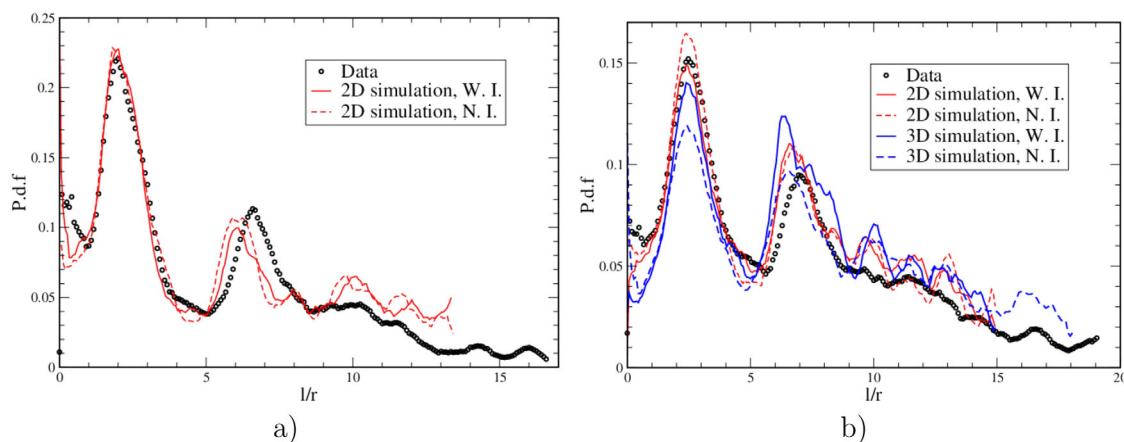 0.25
0.2
0.15
0.1
0.05
0
P.d.f
0
5
10
15
l/r
Data
2D simulation, W. I.
2D simulation, N. I.
a)
0.15
0.1
0.05
0
P.d.f
0
5
10
15
20
l/r
Data
2D simulation, W. I.
2D simulation, N. I.
3D simulation, W. I.
3D simulation, N. I.
b)